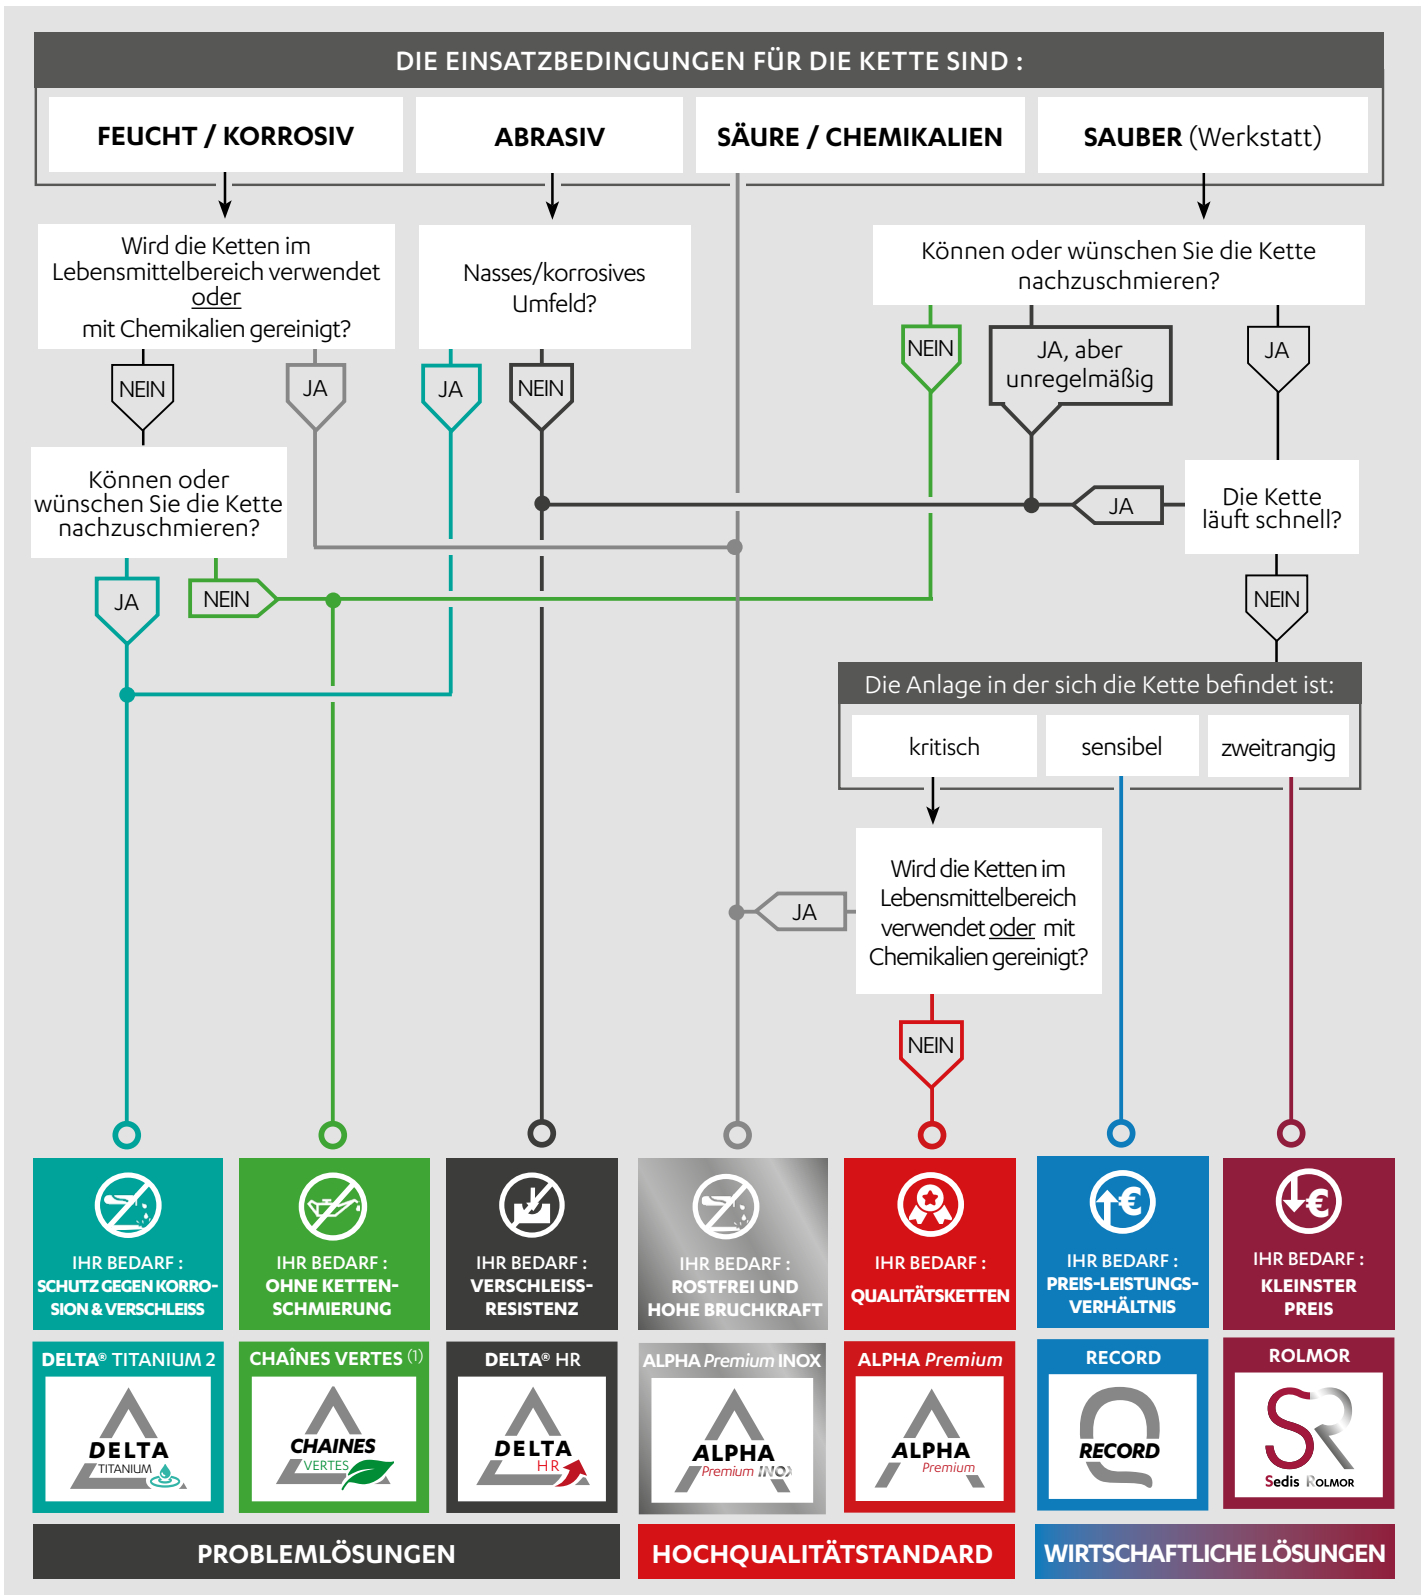 DIE EINSATZBEDINGUNGEN FÜR DIE KETTE SIND :
FEUCHT / KORROSIV
ABRASIV
SÄURE / CHEMIKALIEN
SAUBER (Werkstatt)
Wird die Ketten im
Lebensmittelbereich verwendet
oder
mit Chemikalien gereinigt?
Nasses/korrosives
Umfeld?
Können oder wünschen Sie die Kette
nachzuschmieren?
NEIN
JA
JA
NEIN
NEIN
JA, aber
unregelmäßig
JA
Können oder
wünschen Sie die Kette
nachzuschmieren?
JA
Die Kette
läuft schnell?
JA
NEIN
NEIN
Die Anlage in der sich die Kette befindet ist:
kritisch
sensibel
zweitrangig
Wird die Ketten im
Lebensmittelbereich
verwendet oder mit
Chemikalien gereinigt?
JA
NEIN
IHR BEDARF :
SCHUTZ GEGEN KORRO-
SION & VERSCHLEISS
IHR BEDARF :
OHNE KETTEN-
SCHMIERUNG
IHR BEDARF :
VERSCHLEISS-
RESISTENZ
IHR BEDARF :
ROSTFREI UND
HOHE BRUCHKRAFT
IHR BEDARF :
QUALITÄTSKETTEN
€
IHR BEDARF :
PREIS-LEISTUNGS-
VERHÄLTNIS
€
IHR BEDARF :
KLEINSTER
PREIS
DELTA® TITANIUM 2
DELTA
TITANIUM
CHAÎNES VERTES (1)
CHAINES
VERTES
DELTA® HR
DELTA
HR
ALPHA Premium INOX
ALPHA
Premium INOX
ALPHA Premium
ALPHA
Premium
RECORD
RECORD
ROLMOR
SR
Sedis ROLMOR
PROBLEMLÖSUNGEN
HOCHQUALITÄTSTANDARD
WIRTSCHAFTLICHE LÖSUNGEN